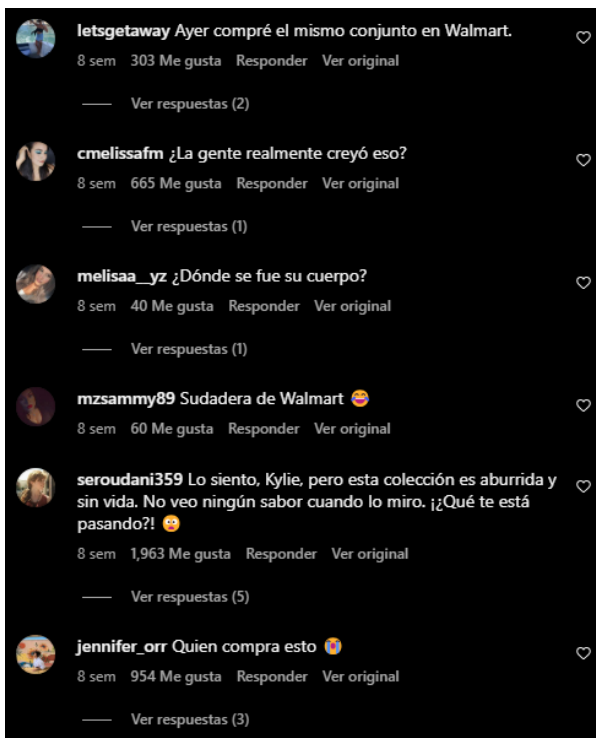 letsgetaway Ayer compré el mismo conjunto en Walmart.
8 sem 303 Me gusta Responder Ver original
Ver respuestas (2)
cmelissafm ¿La gente realmente creyó eso?
8 sem 665 Me gusta Responder Ver original
Ver respuestas (1)
melisaa__yz ¿Dónde se fue su cuerpo?
8 sem 40 Me gusta Responder Ver original
Ver respuestas (1)
mzsammy89 Sudadera de Walmart 😂
8 sem 60 Me gusta Responder Ver original
seroudani359 Lo siento, Kylie, pero esta colección es aburrida y
sin vida. No veo ningún sabor cuando lo miro. ¡¿Qué te está
pasando?! 😳
8 sem 1,963 Me gusta Responder Ver original
Ver respuestas (5)
jennifer_orr Quien compra esto 😭
8 sem 954 Me gusta Responder Ver original
Ver respuestas (3)